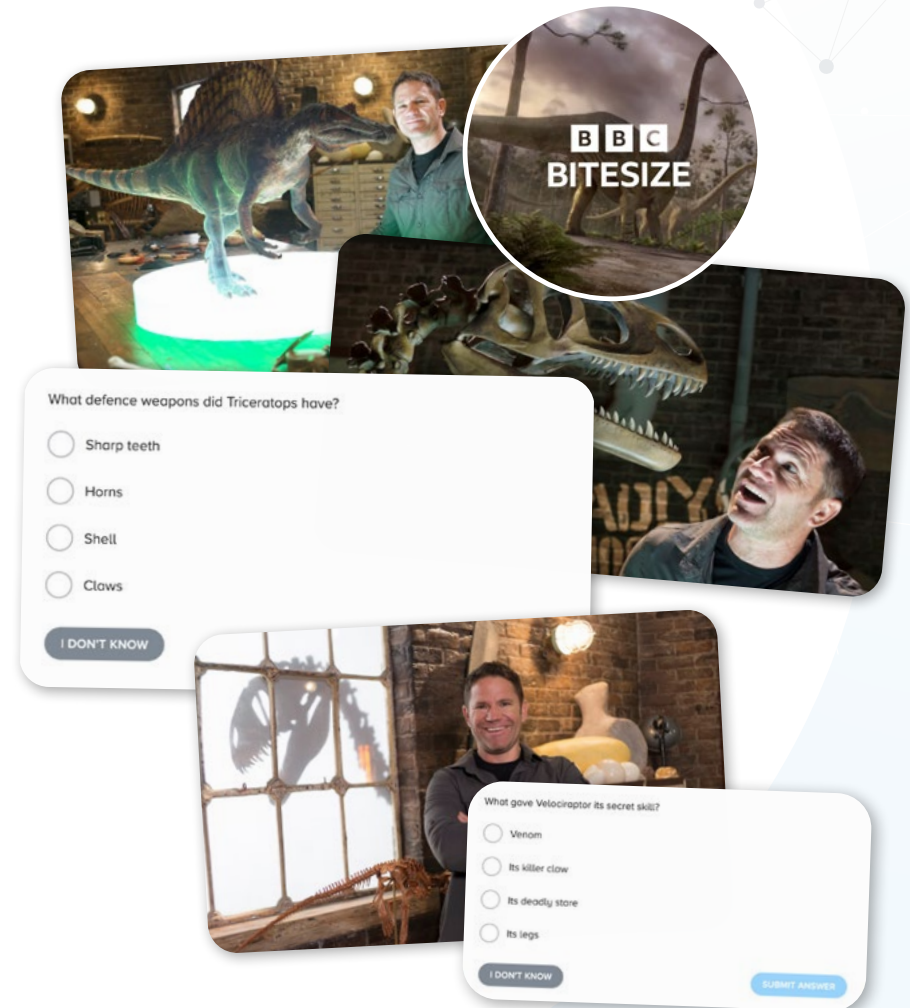 BBC
BITESIZE
What defence weapons did Triceratops have?
Sharp teeth
Horns
Shell
Claws
I DON'T KNOW
What gave Velociraptor its secret skill?
Venom
Its killer claw
Its deadly stare
Its legs
I DON'T KNOW
SUBMIT ANSWER